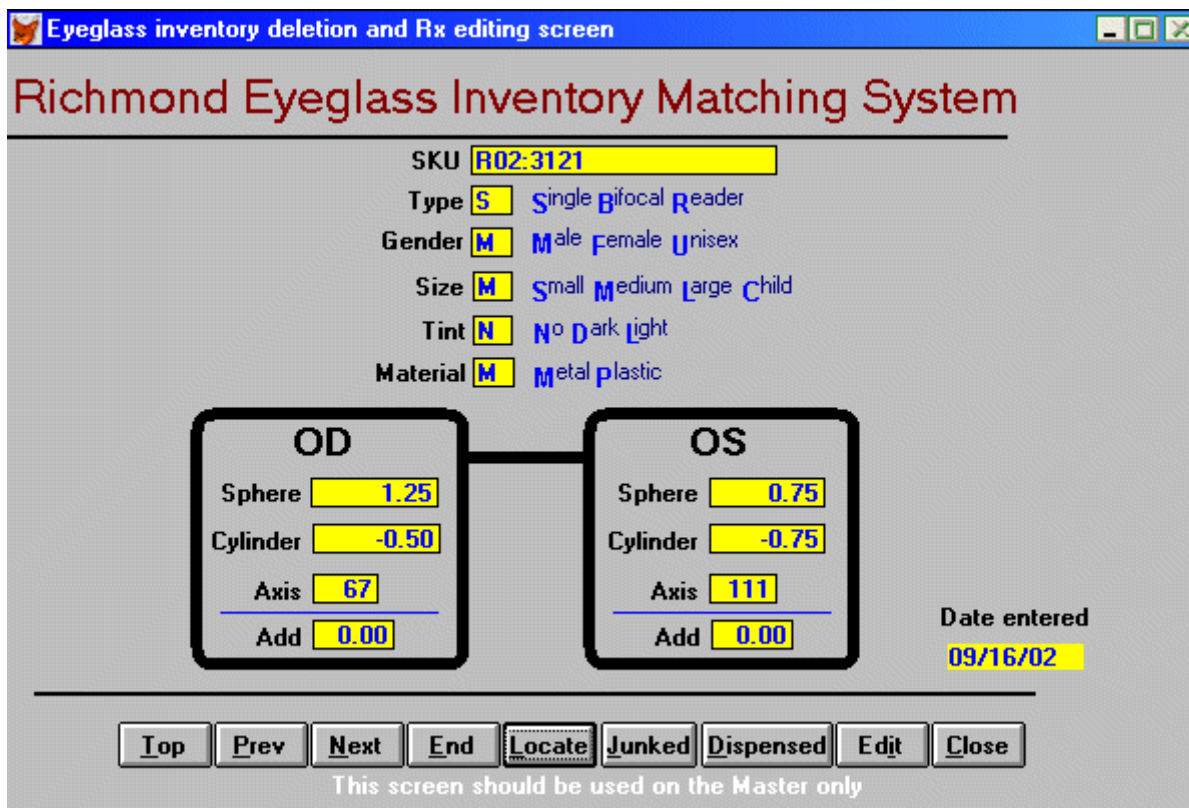 Eyeglass inventory deletion and Rx editing screen
Richmond Eyeglass Inventory Matching System
SKU R02:3121
Type S Single Bifocal Reader
Gender M Male Female Unisex
Size M Small Medium Large Child
Tint N No Dark Light
Material M Metal Plastic
OD
Sphere 1.25
Cylinder -0.50
Axis 67
Add 0.00
OS
Sphere 0.75
Cylinder -0.75
Axis 111
Add 0.00
Date entered
09/16/02
Top Prev Next End Locate Junked Dispensed Edit Close
This screen should be used on the Master only